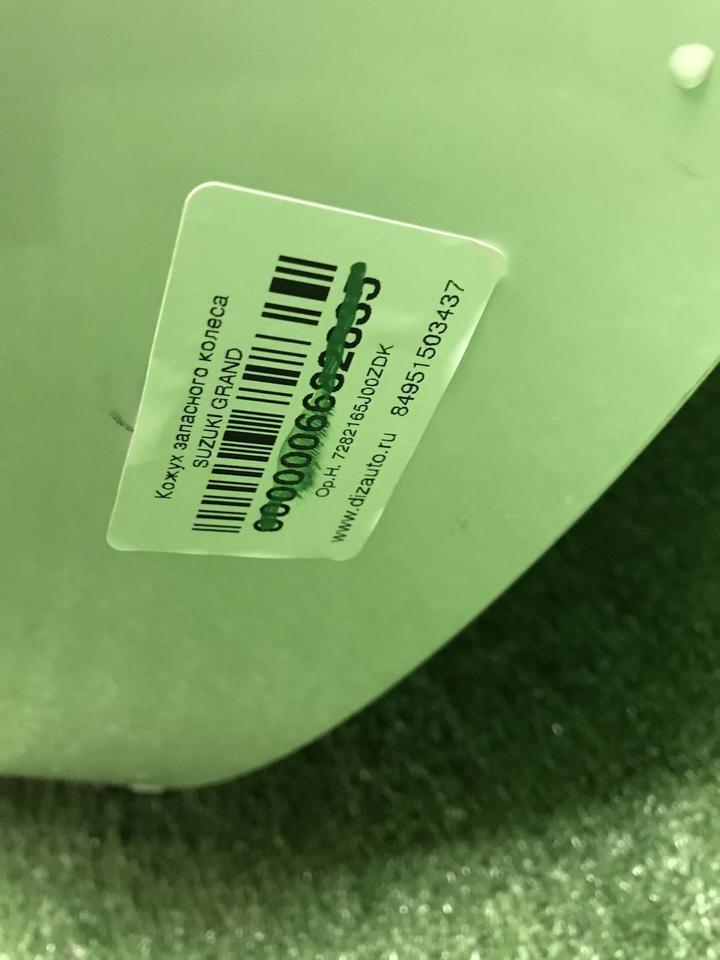 Кожух запасного колеса
SUZUKI GRAND
Ор.Н. 7282165J00ZDK
www.dizauto.ru 84951503437